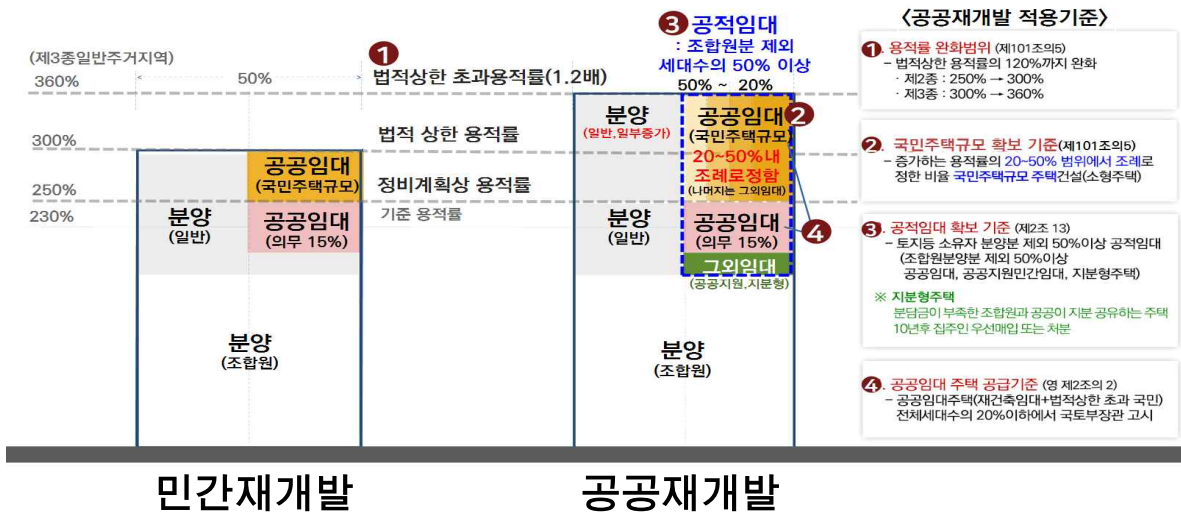 (제3종일반주거지역)
360%
300%
250%
230%
50%
❶
법적상한 초과용적률(1.2배)
법적 상한 용적률
정비계획상 용적률
기준 용적률
공공임대
(국민주택규모)
공공임대
(의무 15%)
분양
(일반)
분양
(조합원)
민간재개발
❸ 공적임대
: 조합원분 제외
세대수의 50% 이상
50% ~ 20%
분양
(일반,일부증가)
공공임대
(국민주택규모)
20~50%내
조례로정함
(나머지는 그외임대)
❷
분양
(일반)
공공임대
(의무 15%)
❹
그외임대
(공공지원,지분형)
분양
(조합원)
공공재개발
〈공공재개발 적용기준〉
❶. 용적률 완화범위 (제101조의5)
– 법적상한 용적률의 120%까지 완화
· 제2종 : 250% → 300%
· 제3종 : 300% → 360%
❷. 국민주택규모 확보 기준(제101조의5)
– 증가하는 용적률의 20~50% 범위에서 조례로
정한 비율 국민주택규모 주택건설(소형주택)
❸. 공적임대 확보 기준 (제2조 13)
– 토지등 소유자 분양분 제외 50%이상 공적임대
(조합원분양분 제외 50%이상
공공임대, 공공지원민간임대, 지분형주택)
※ 지분형주택
분담금이 부족한 조합원과 공공이 지분 공유하는 주택
10년후 집주인 우선매입 또는 처분
❹. 공공임대 주택 공급기준 (영 제2조의 2)
– 공공임대주택(재건축임대+법적상한 초과 국민)
전체세대수의 20%이하에서 국토부장관 고시